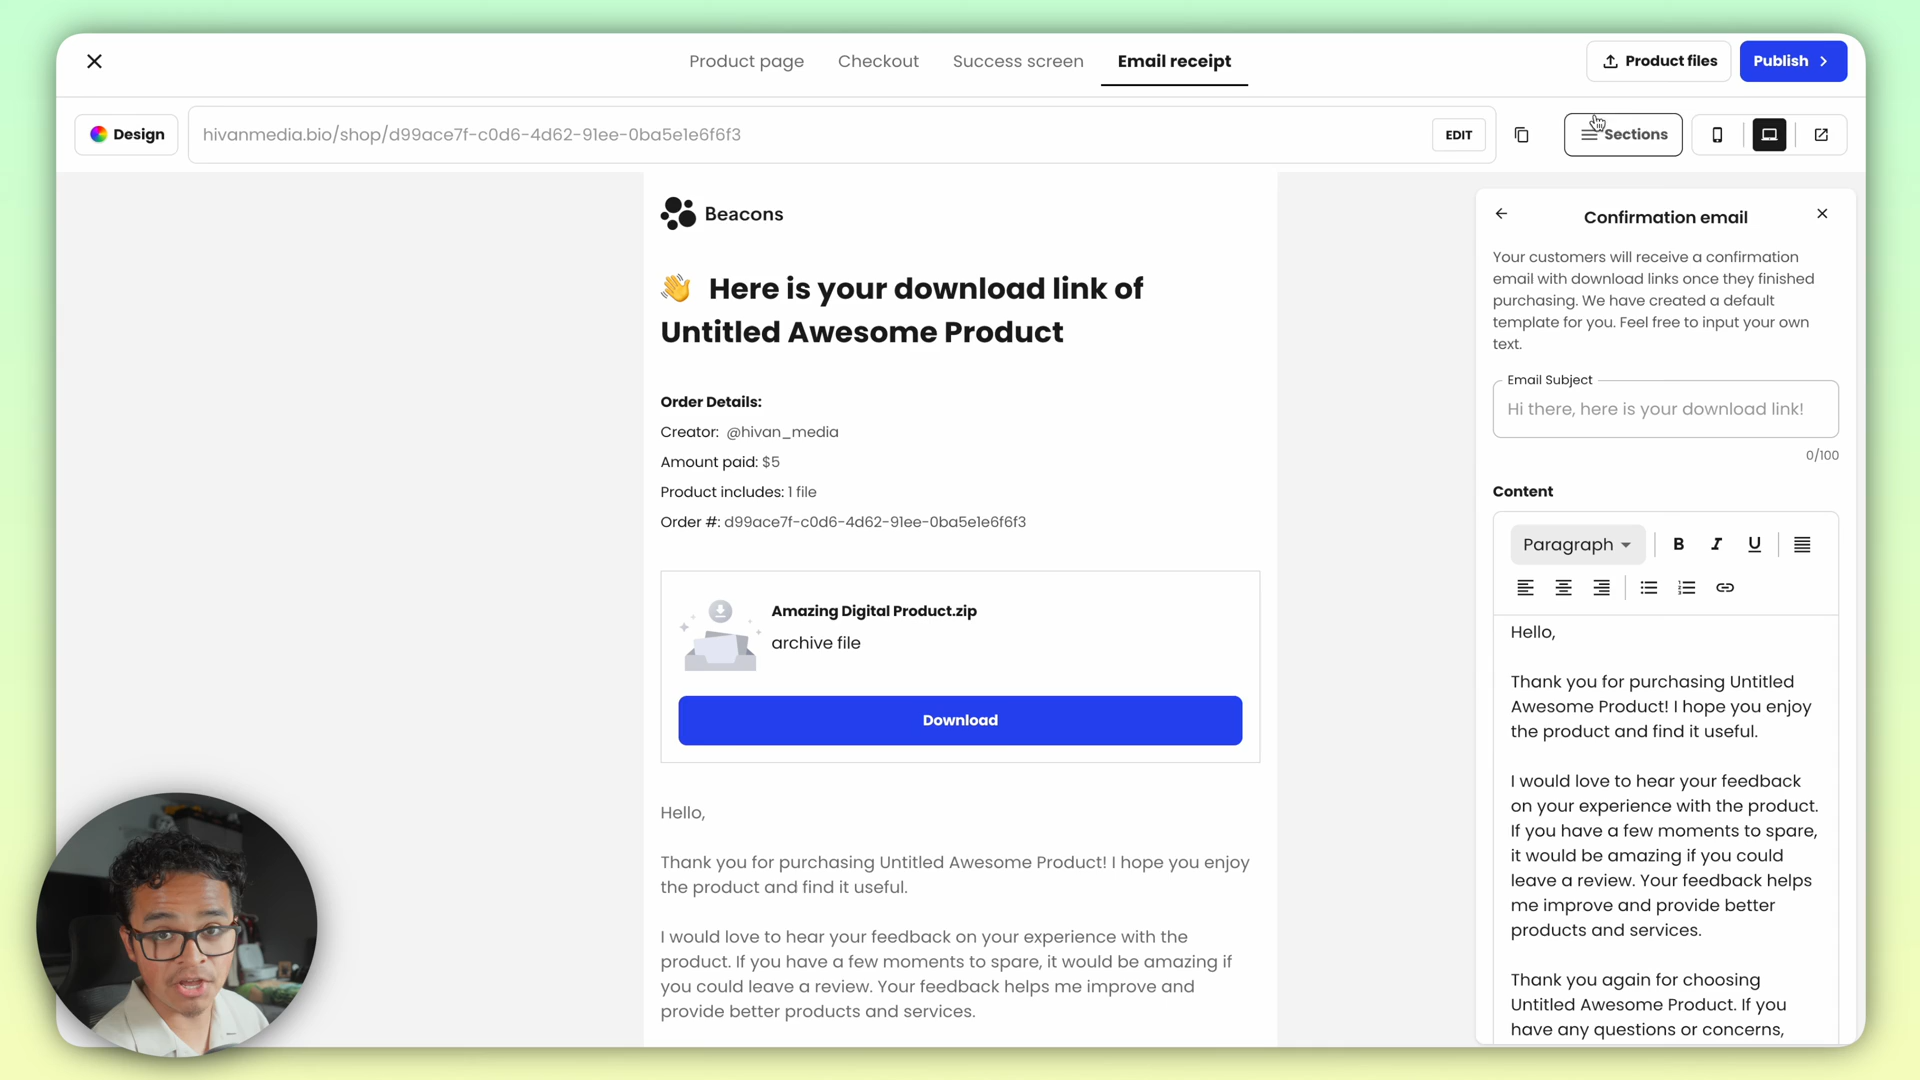 Product page
Checkout
Success screen
Email receipt
Product files
Publish
Design
hivanmedia.bio/shop/d99ace7f-c0d6-4d62-91ee-0ba5e1e6f6f3
EDIT
Sections
Beacons
👋 Here is your download link of
Untitled Awesome Product
Order Details:
Creator: @hivan_media
Amount paid: $5
Product includes: 1 file
Order #: d99ace7f-c0d6-4d62-91ee-0ba5e1e6f6f3
Amazing Digital Product.zip
archive file
Download
Hello,
Thank you for purchasing Untitled Awesome Product! I hope you enjoy
the product and find it useful.
I would love to hear your feedback on your experience with the
product. If you have a few moments to spare, it would be amazing if
you could leave a review. Your feedback helps me improve and
provide better products and services.
Confirmation email
Your customers will receive a confirmation
email with download links once they finished
purchasing. We have created a default
template for you. Feel free to input your own
text.
Email Subject
Hi there, here is your download link!
0/100
Content
Paragraph
B I U
Hello,
Thank you for purchasing Untitled
Awesome Product! I hope you enjoy
the product and find it useful.
I would love to hear your feedback
on your experience with the product.
If you have a few moments to spare,
it would be amazing if you could
leave a review. Your feedback helps
me improve and provide better
products and services.
Thank you again for choosing
Untitled Awesome Product. If you
have any questions or concerns,